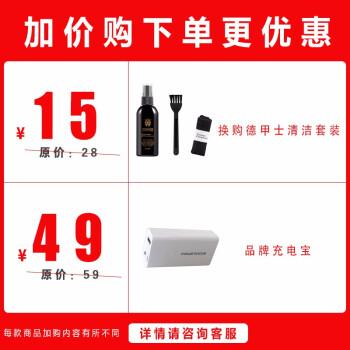 加价购下单更优惠
¥15
原价:28
换购德甲士清洁套装
¥49
原价:59
品牌充电宝
每款商品加购内容有所不同
详情请咨询客服